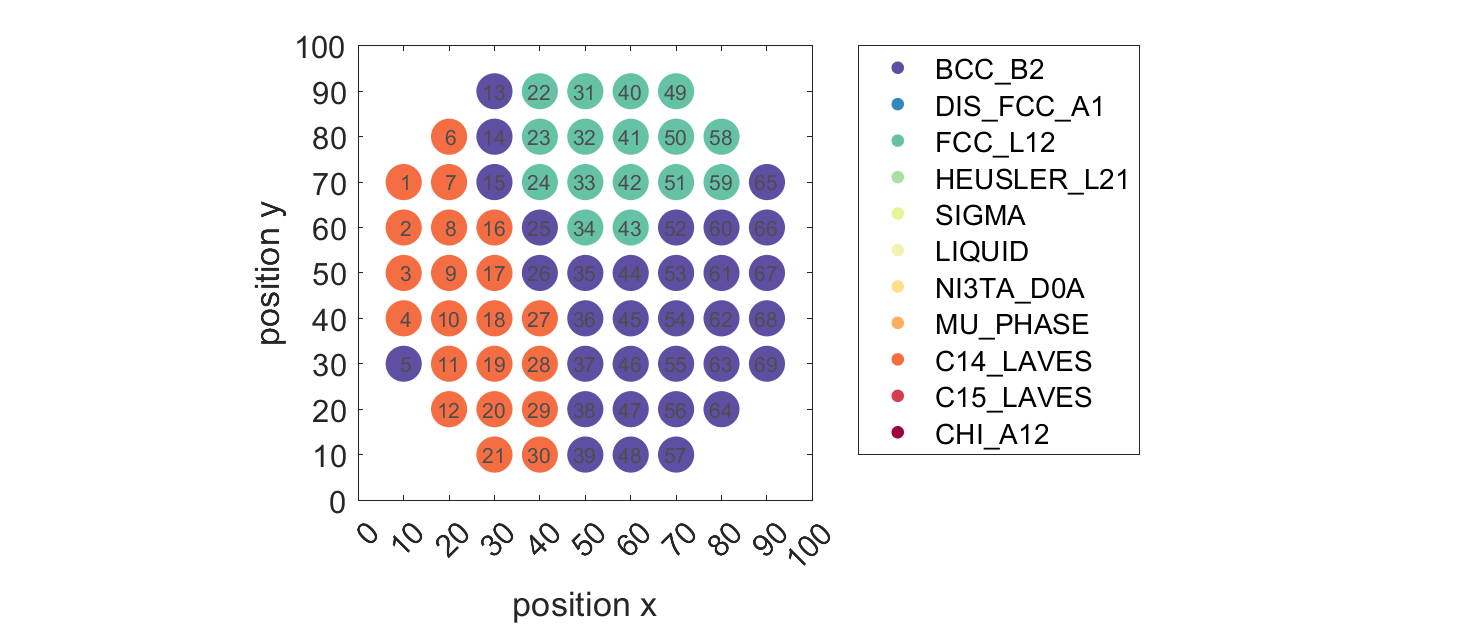 100
90
80
70
60
50
40
30
20
10
0
position y
13 22 31 40 49
6 14 23 32 41 50 58
1 7 15 24 33 42 51 59 65
2 8 16 25 34 43 52 60 66
3 9 17 26 35 44 53 61 67
4 10 18 27 36 45 54 62 68
5 11 19 28 37 46 55 63 69
12 20 29 38 47 56 64
21 30 39 48 57
0 10 20 30 40 50 60 70 80 90 100
position x
BCC_B2
DIS_FCC_A1
FCC_L12
HEUSLER_L21
SIGMA
LIQUID
NI3TA_D0A
MU_PHASE
C14_LAVES
C15_LAVES
CHI_A12